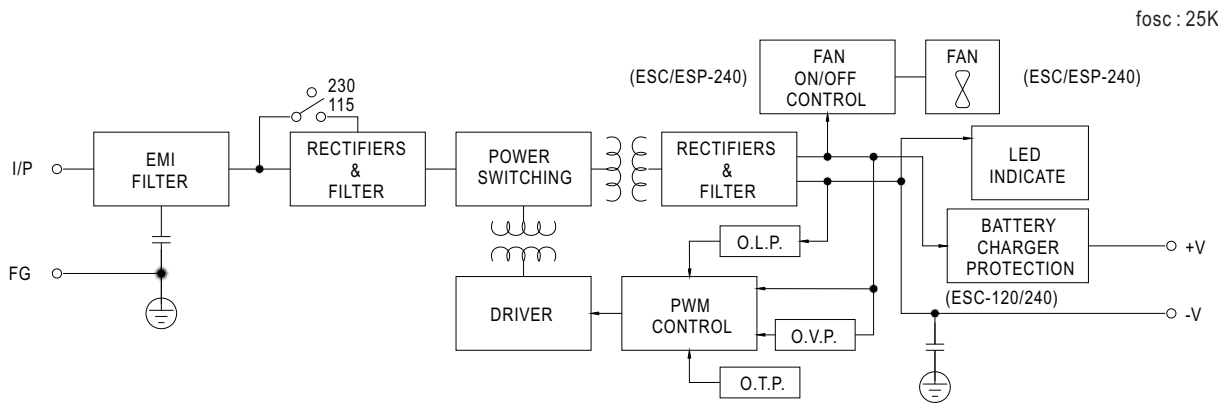 fosc : 25K
(ESC/ESP-240)
FAN
ON/OFF
CONTROL
FAN
(ESC/ESP-240)
230
115
I/P
EMI
FILTER
RECTIFIERS
&
FILTER
POWER
SWITCHING
RECTIFIERS
&
FILTER
LED
INDICATE
O.L.P.
BATTERY
CHARGER
PROTECTION
+V
FG
DRIVER
PWM
CONTROL
(ESC-120/240)
-V
O.V.P.
O.T.P.